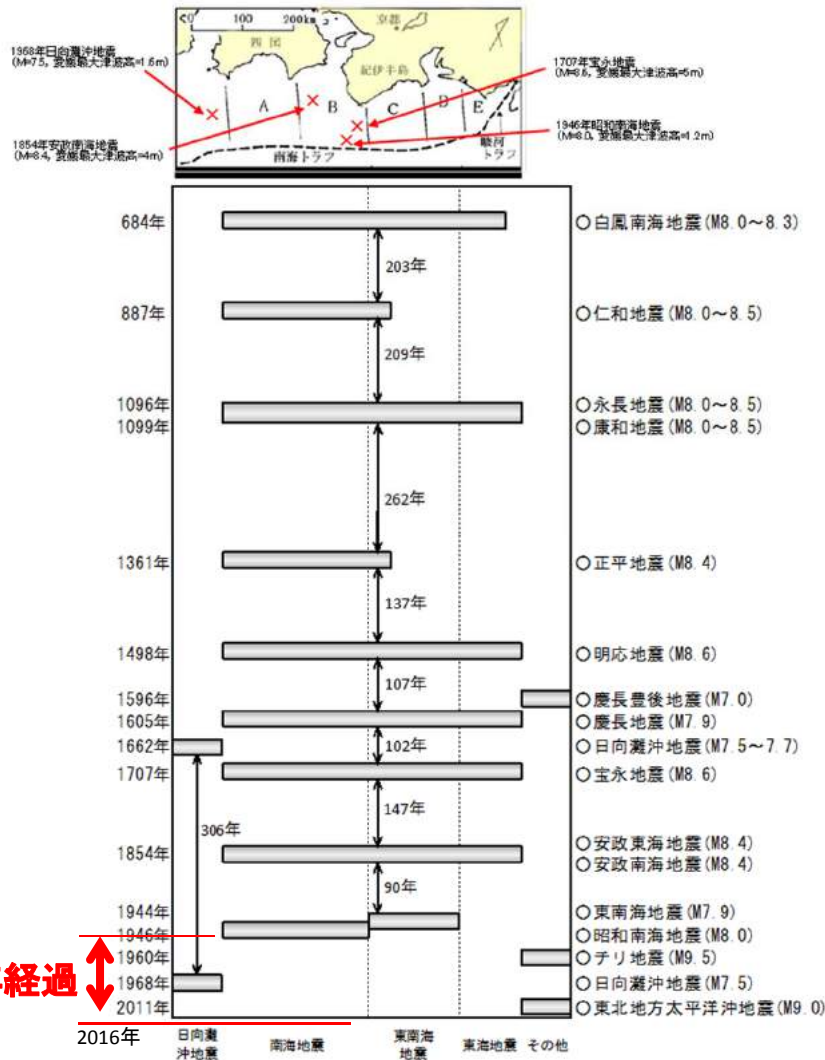 0 100 200km
京都
四国
紀伊半島
1968年日向灘沖地震
(M=7.5, 愛媛最大津波高=1.6m)
1707年宝永地震
(M=8.6, 愛媛最大津波高=5m)
A B C D E
1854年安政南海地震
(M=8.4, 愛媛最大津波高=4m)
1946年昭和南海地震
(M=8.0, 愛媛最大津波高=1.2m)
南海トラフ
駿河
トラフ
684年
○白鳳南海地震(M8.0～8.3)
203年
887年
○仁和地震(M8.0～8.5)
209年
1096年
○永長地震(M8.0～8.5)
1099年
○康和地震(M8.0～8.5)
262年
1361年
○正平地震(M8.4)
137年
1498年
○明応地震(M8.6)
107年
1596年
○慶長豊後地震(M7.0)
1605年
○慶長地震(M7.9)
102年
1662年
○日向灘沖地震(M7.5～7.7)
1707年
○宝永地震(M8.6)
147年
306年
1854年
○安政東海地震(M8.4)
○安政南海地震(M8.4)
90年
1944年
○東南海地震(M7.9)
1946年
○昭和南海地震(M8.0)
1960年
○チリ地震(M9.5)
経過
1968年
○日向灘沖地震(M7.5)
2011年
○東北地方太平洋沖地震(M9.0)
2016年
日向灘
沖地震
南海地震
東南海
地震
東海地震
その他